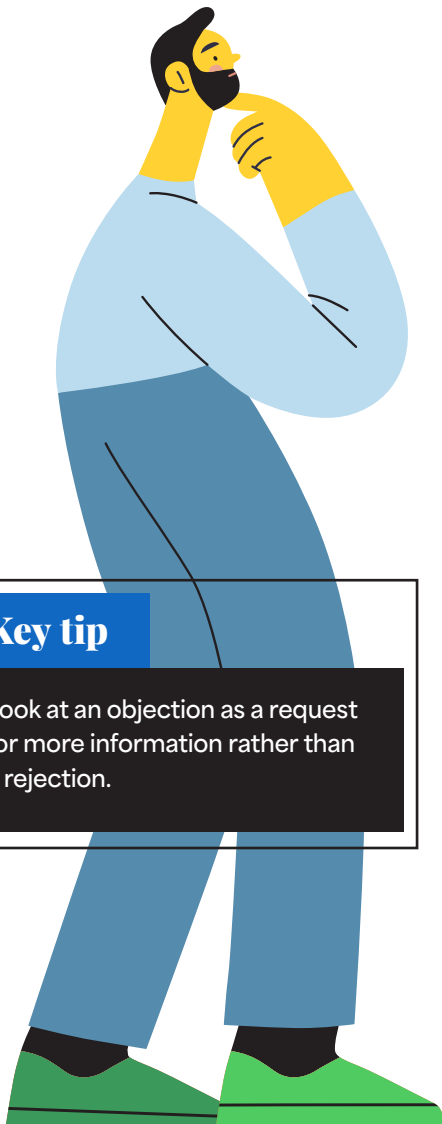 Key tip
ook at an objection as a request
or more information rather than
rejection.